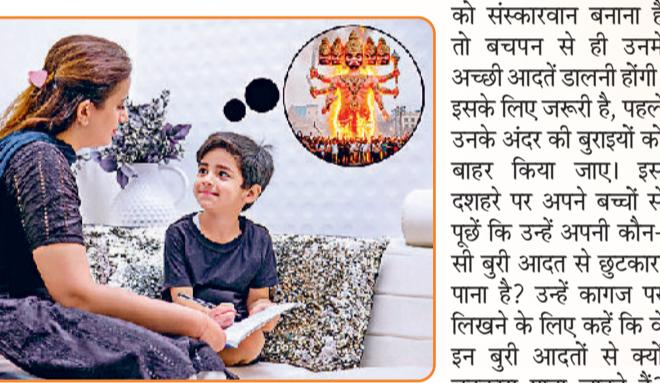 को संस्कारवान बनाना है
तो बचपन से ही उनमें
अच्छी आदतें डालनी होंगी
इसके लिए जरूरी है, पहले
उनके अंदर की बुराइयों को
बाहर किया जाए। इस
दशहरे पर अपने बच्चों से
पूछें कि उन्हें अपनी कौन-
सी बुरी आदत से छुटकारा
पाना है? उन्हें कागज पर
लिखने के लिए कहें कि वे
इन बुरी आदतों से क्यों